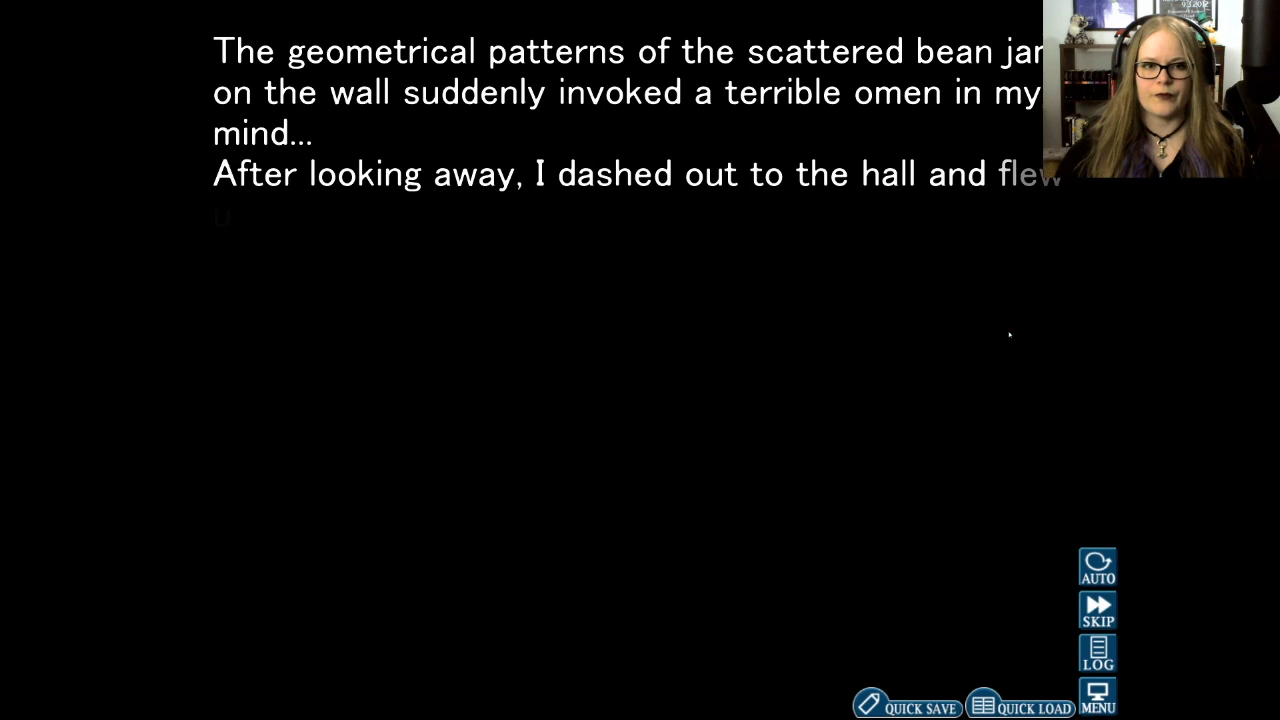 The geometrical patterns of the scattered bean jam
on the wall suddenly invoked a terrible omen in my
mind...
After looking away, I dashed out to the hall and flew
u
AUTO
SKIP
LOG
MENU
QUICK SAVE
QUICK LOAD